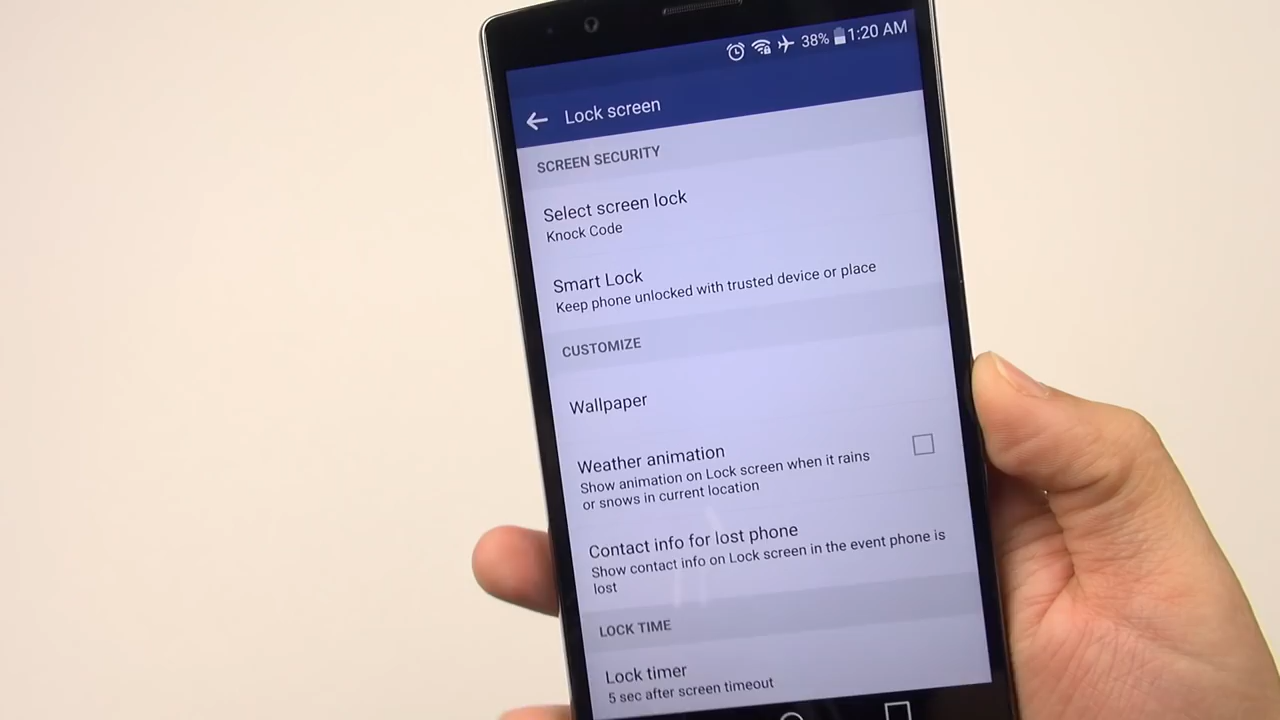 38% 1:20 AM
Lock screen
SCREEN SECURITY
Select screen lock
Knock Code
Smart Lock
Keep phone unlocked with trusted device or place
CUSTOMIZE
Wallpaper
Weather animation
Show animation on Lock screen when it rains
or snows in current location
Contact info for lost phone
Show contact info on Lock screen in the event phone is
lost
LOCK TIME
Lock timer
5 sec after screen timeout